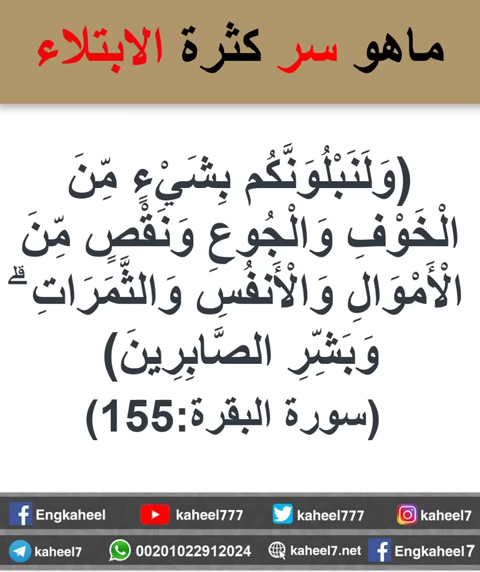 ماهو سر كثرة الابتلاء
(وَلَنَبْلُوَنَّكُم بِشَيْءٍ مِّنَ
الْخَوْفِ وَالْجُوعِ وَنَقْصٍ مِّنَ
الْأَمْوَالِ وَالْأَنفُسِ وَالثَّمَرَاتِ ۗ
وَبَشِّرِ الصَّابِرِينَ)
(سورة البقرة:155)
Engkaheel kaheel777 kaheel777 kaheel7
kaheel7 00201022912024 kaheel7.net Engkaheel7